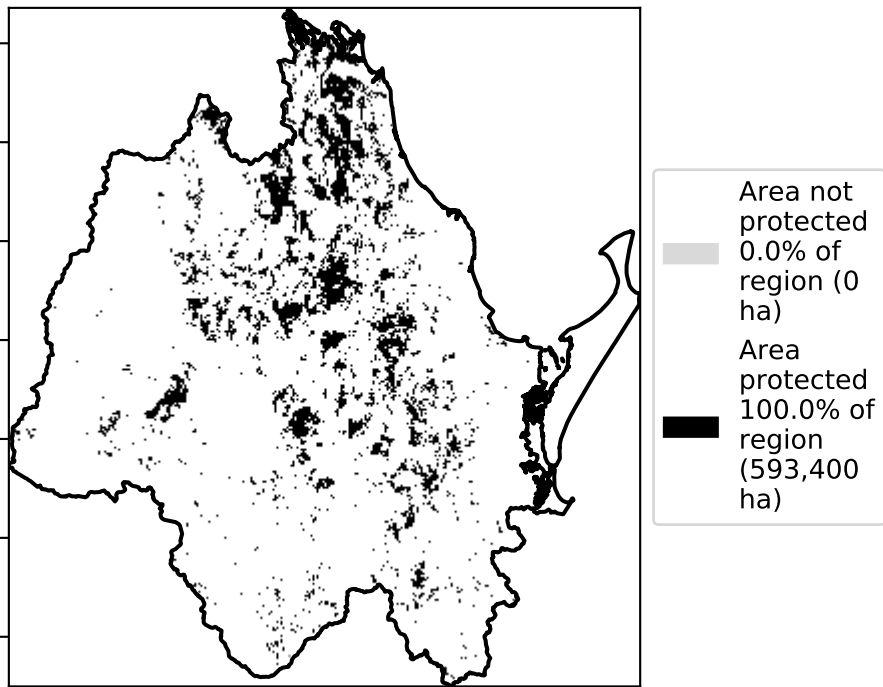 Area not
protected
0.0% of
region (0
ha)
Area
protected
100.0% of
region
(593,400
ha)